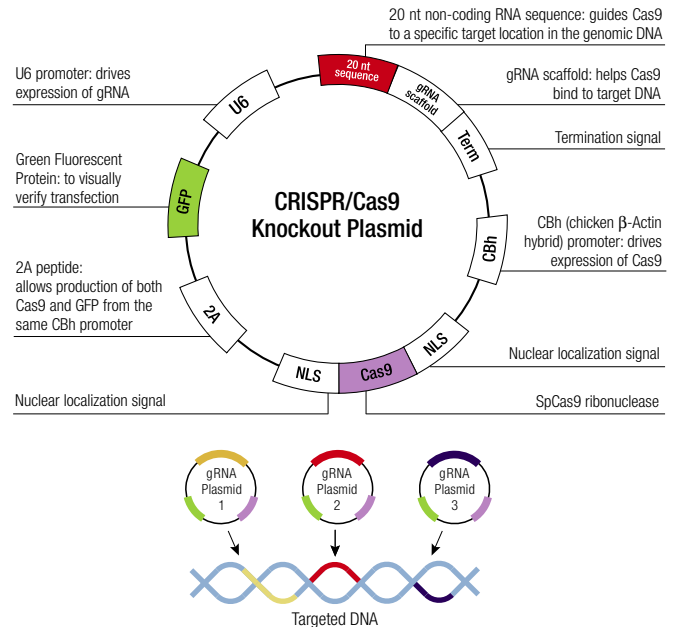 20 nt non-coding RNA sequence: guides Cas9
to a specific target location in the genomic DNA
U6 promoter: drives
expression of gRNA
20 nt
sequence
gRNA
scaffold
gRNA scaffold: helps Cas9
bind to target DNA
U6
Term
Termination signal
Green Fluorescent
Protein: to visually
verify transfection
GFP
CRISPR/Cas9
Knockout Plasmid
CBh
CBh (chicken β-Actin
hybrid) promoter: drives
expression of Cas9
2A peptide:
allows production of both
Cas9 and GFP from the
same CBh promoter
2A
NLS
Cas9
NLS
Nuclear localization signal
Nuclear localization signal
SpCas9 ribonuclease
gRNA
Plasmid
1
gRNA
Plasmid
2
gRNA
Plasmid
3
Targeted DNA